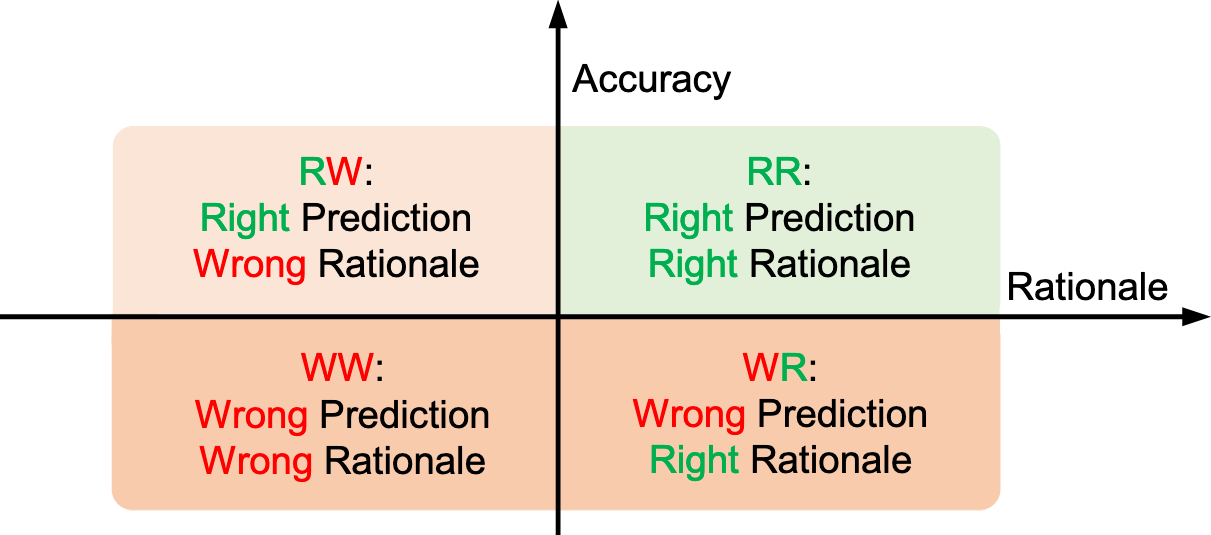 Accuracy
RW:
Right Prediction
Wrong Rationale
RR:
Right Prediction
Right Rationale
Rationale
WW:
Wrong Prediction
Wrong Rationale
WR:
Wrong Prediction
Right Rationale